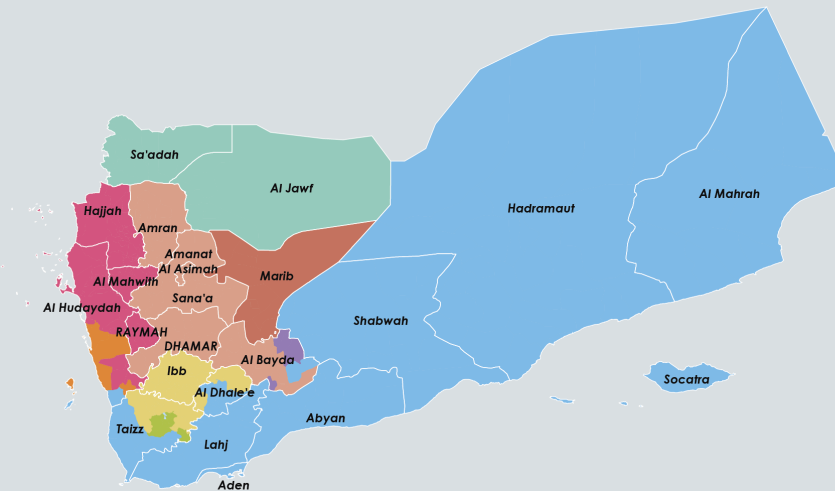 Sa'adah
Al Jawf
Hajjah
Amran
Hadramaut
Al Mahrah
Amanat
Al Asimah
Marib
Al Mahwith
Sana'a
Al Hudaydah
Shabwah
RAYMAH
DHAMAR
Al Bayda
Ibb
Socatra
Al Dhale'e
Abyan
Taizz
Lahj
Aden